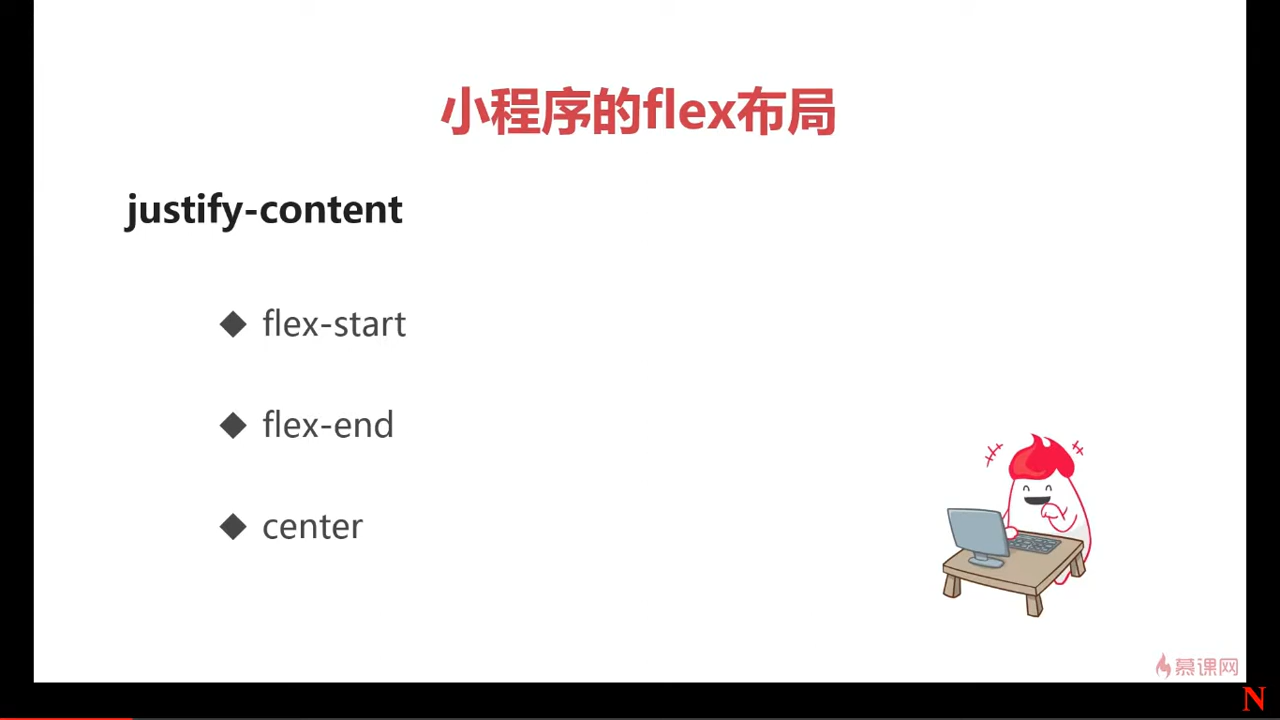 小程序的flex布局
justify-content
◆ flex-start
◆ flex-end
◆ center
慕课网
N